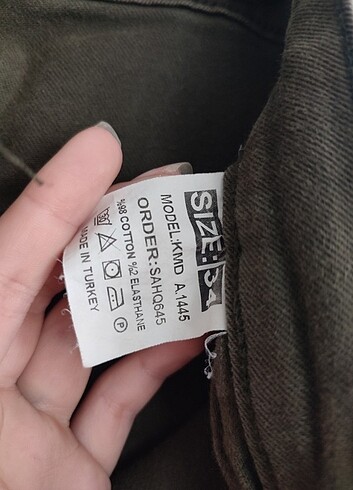 SIZE: 34
MODEL:KMD A.1445
ORDER:SAHQ645
%98 COTTON %2 ELASTHANE
P
MADE IN TURKEY